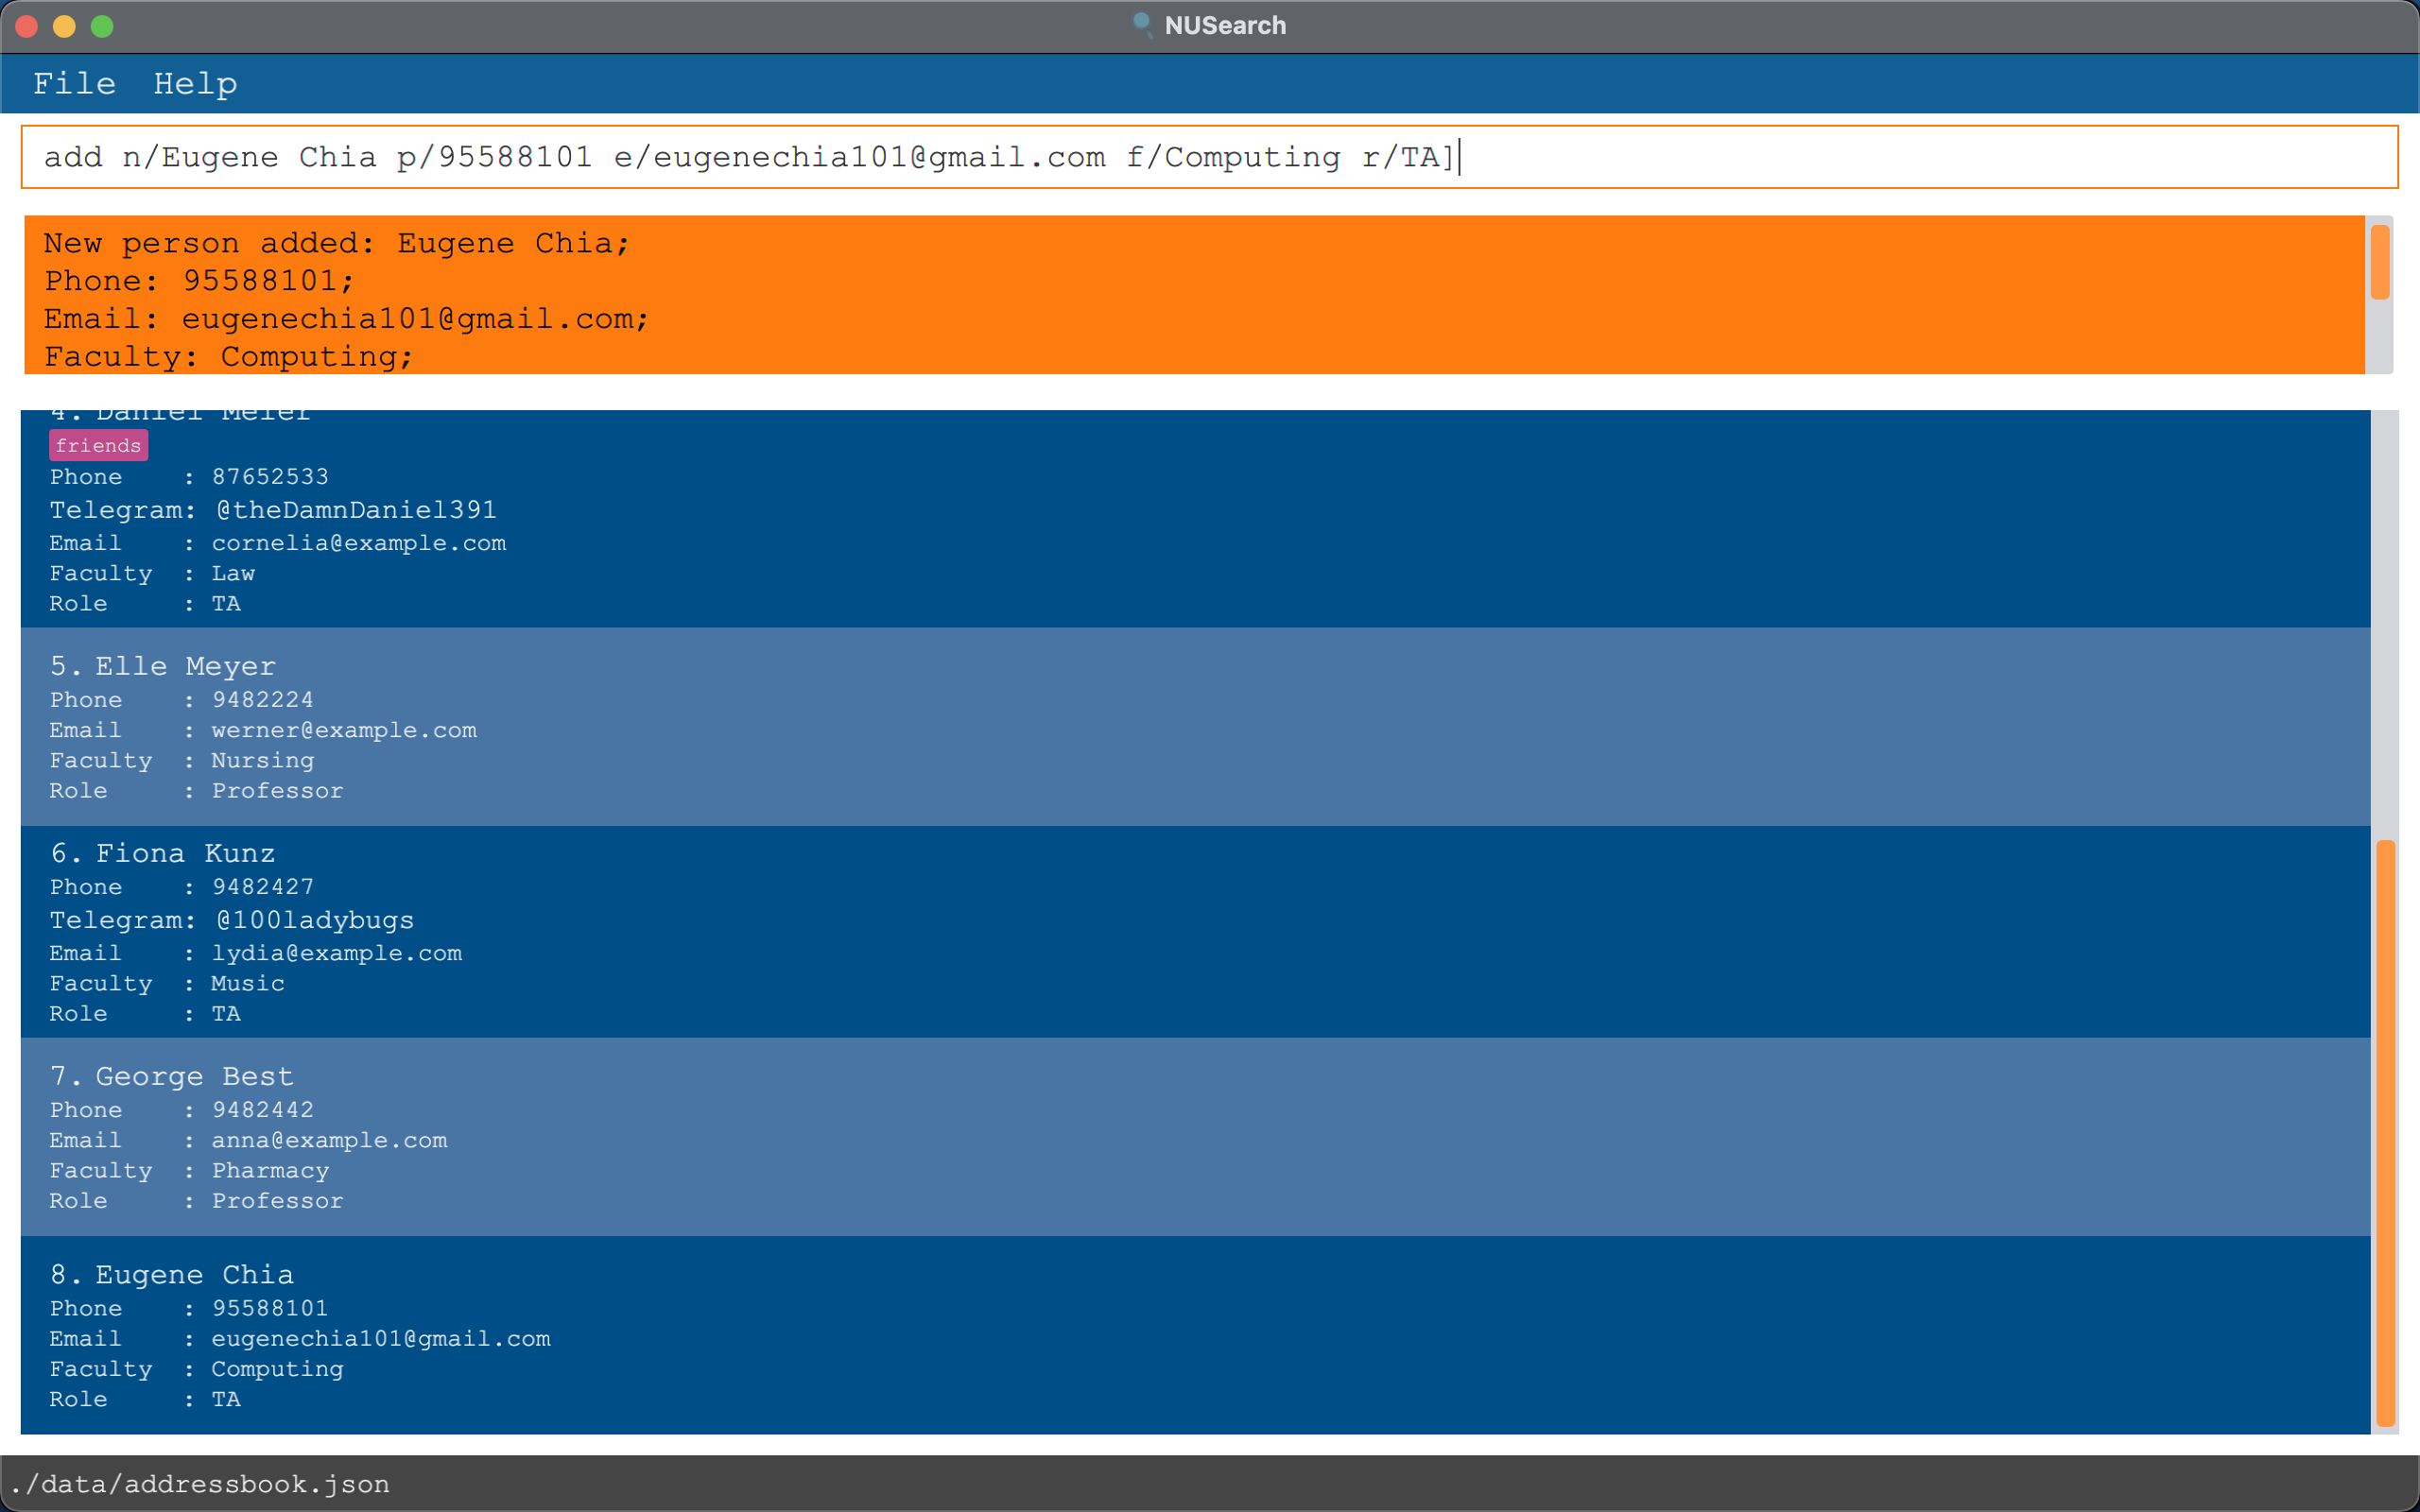 NUSearch
File Help
add n/Eugene Chia p/95588101 e/eugenechia101@gmail.com f/Computing r/TA]
New person added: Eugene Chia;
Phone: 95588101;
Email: eugenechia101@gmail.com;
Faculty: Computing;
4. Daniel Meier
friends
Phone : 87652533
Telegram: @theDamnDaniel391
Email : cornelia@example.com
Faculty : Law
Role : TA
5. Elle Meyer
Phone : 9482224
Email : werner@example.com
Faculty : Nursing
Role : Professor
6. Fiona Kunz
Phone : 9482427
Telegram: @100ladybugs
Email : lydia@example.com
Faculty : Music
Role : TA
7. George Best
Phone : 9482442
Email : anna@example.com
Faculty : Pharmacy
Role : Professor
8. Eugene Chia
Phone : 95588101
Email : eugenechia101@gmail.com
Faculty : Computing
Role : TA
./data/addressbook.json